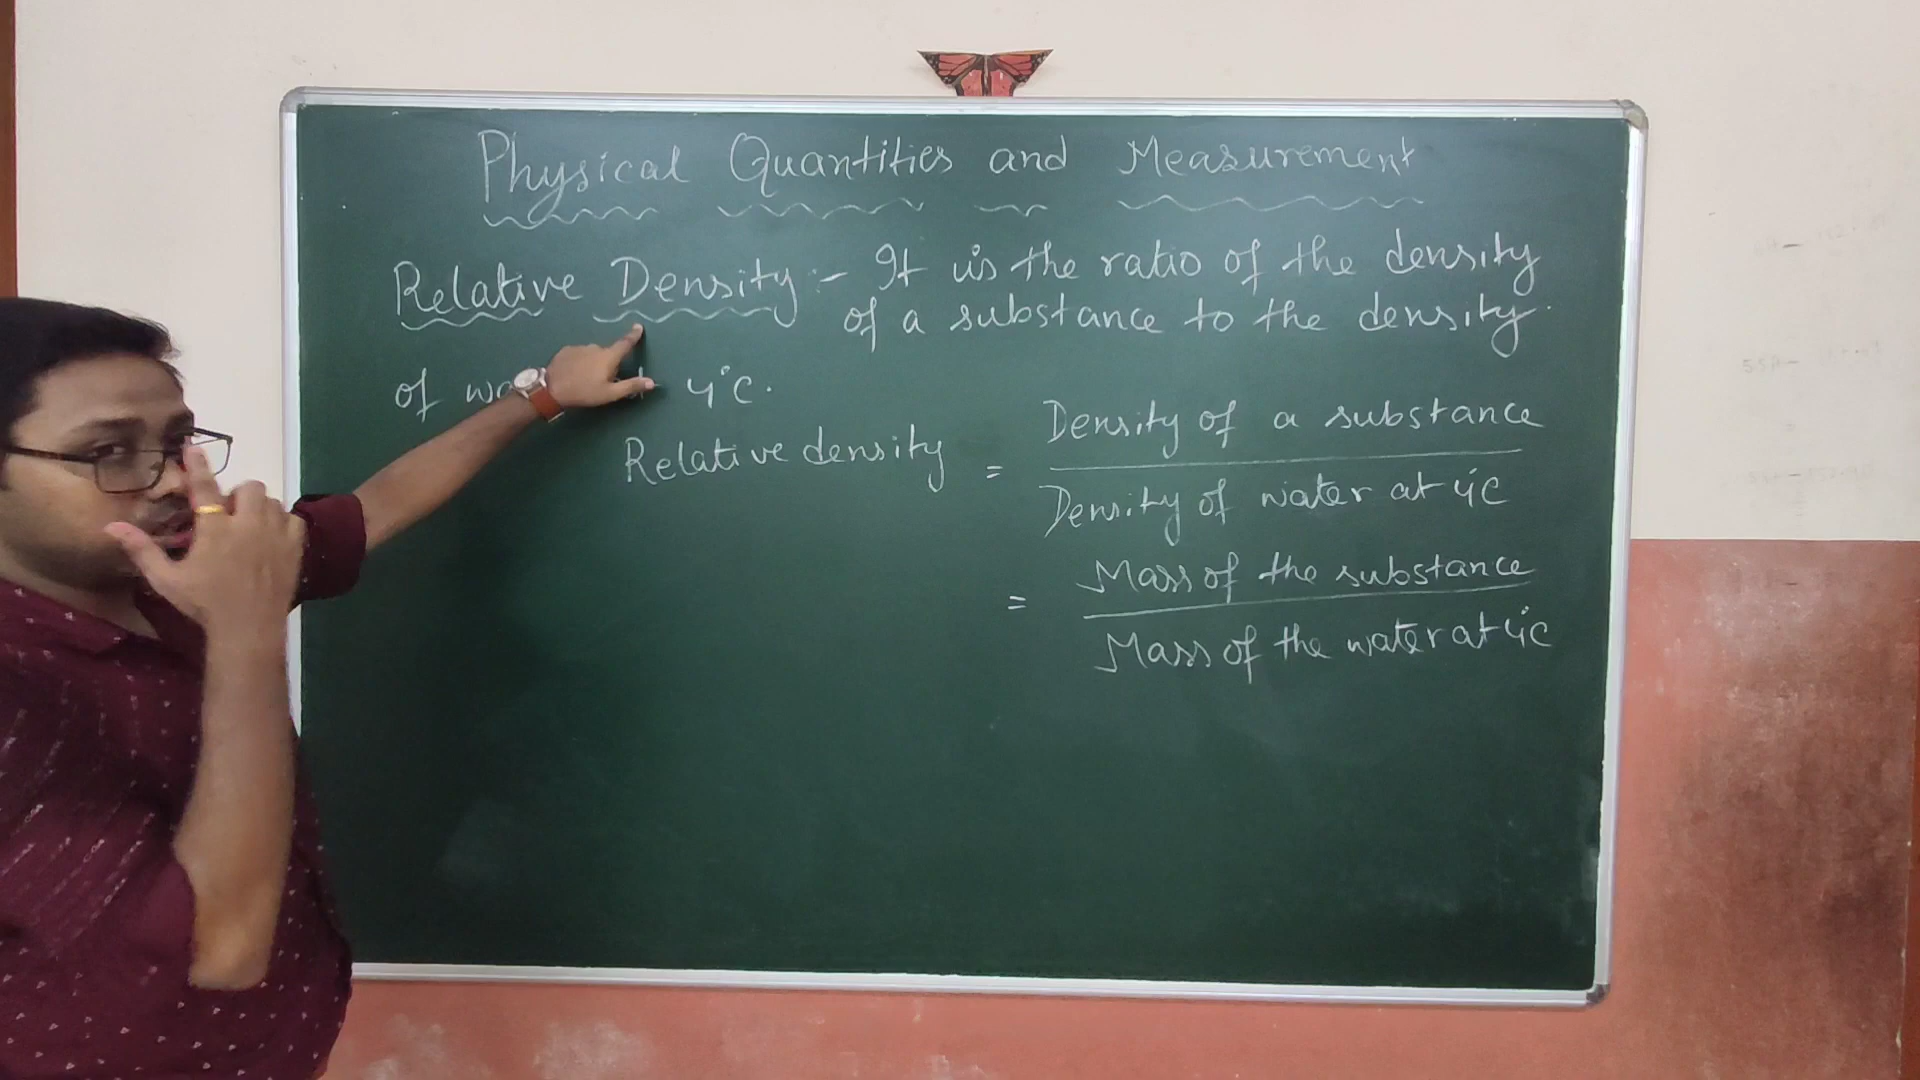 Physical Quantities and Measurement
Relative Density :- It is the ratio of the density
of a substance to the density
of 4°C.
Relative density = Density of a substance
Density of water at 4°C
= Mass of the substance
Mass of the water at 4°C